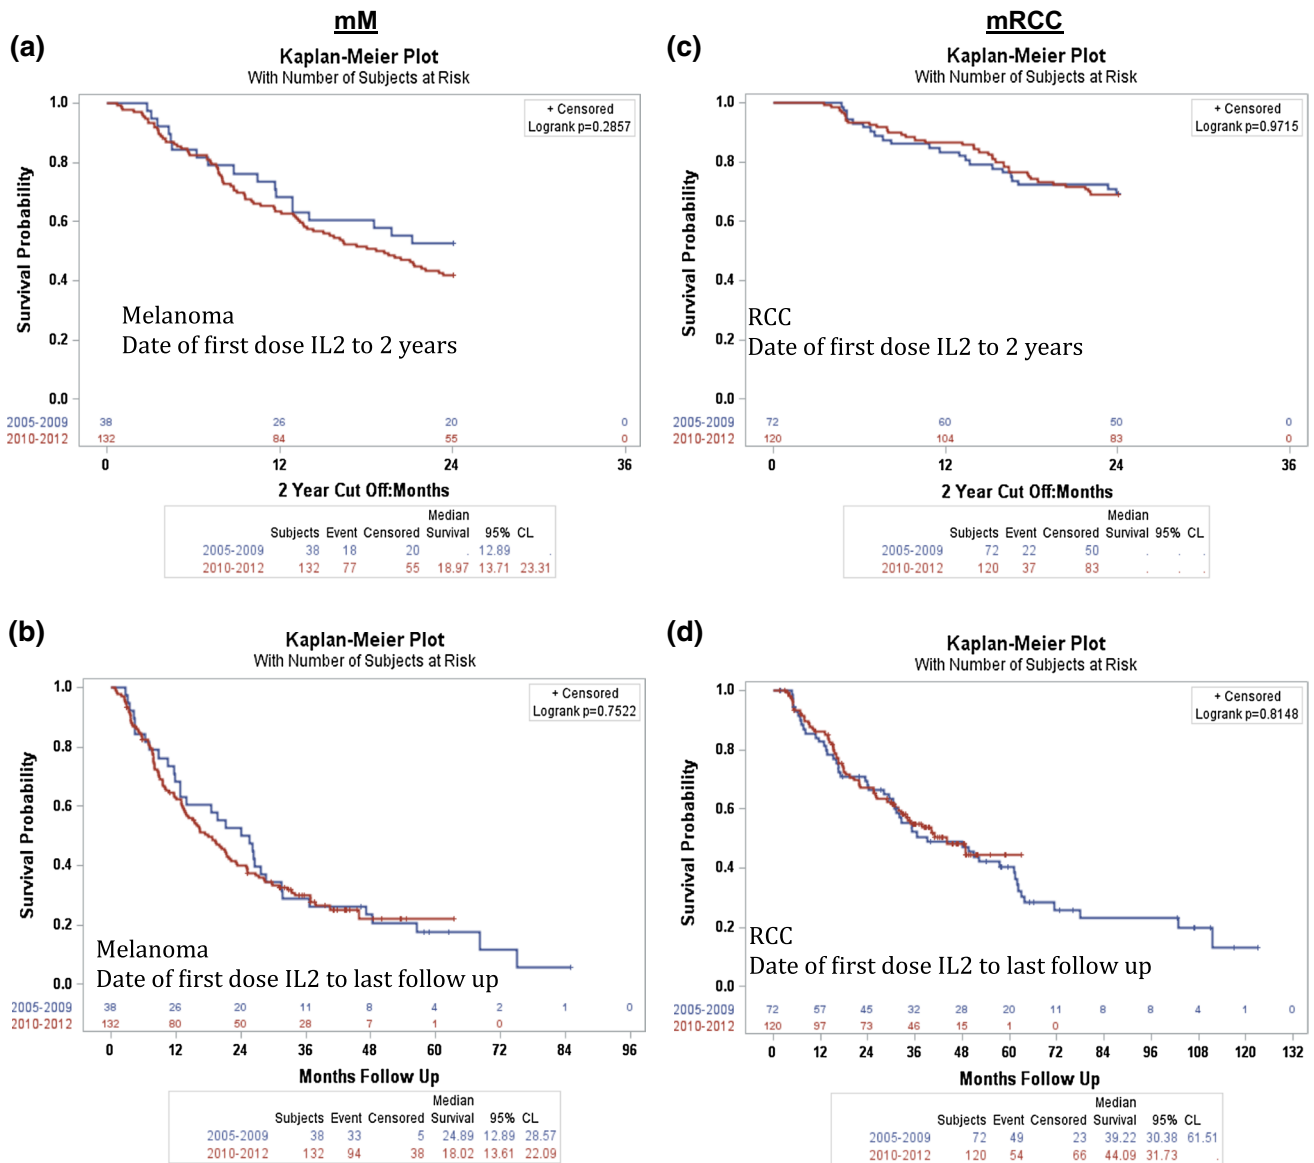 mM
(a)
Kaplan-Meier Plot
With Number of Subjects at Risk
+ Censored
Logrank p=0.2857
Survival Probability
1.0
0.8
0.6
0.4
0.2
0.0
Melanoma
Date of first dose IL2 to 2 years
2005-2009 38 26 20 0
2010-2012 132 84 55 0
0 12 24 36
2 Year Cut Off:Months
Median
Subjects Event Censored Survival 95% CL
2005-2009 38 18 20 . 12.89 .
2010-2012 132 77 55 18.97 13.71 23.31
(b)
Kaplan-Meier Plot
With Number of Subjects at Risk
+ Censored
Logrank p=0.7522
Survival Probability
1.0
0.8
0.6
0.4
0.2
0.0
Melanoma
Date of first dose IL2 to last follow up
2005-2009 38 26 20 11 8 4 2 1 0
2010-2012 132 80 50 28 7 1 0
0 12 24 36 48 60 72 84 96
Months Follow Up
Median
Subjects Event Censored Survival 95% CL
2005-2009 38 33 5 24.89 12.89 28.57
2010-2012 132 94 38 18.02 13.61 22.09
mRCC
(c)
Kaplan-Meier Plot
With Number of Subjects at Risk
+ Censored
Logrank p=0.9715
Survival Probability
1.0
0.8
0.6
0.4
0.2
0.0
RCC
Date of first dose IL2 to 2 years
2005-2009 72 60 50 0
2010-2012 120 104 83 0
0 12 24 36
2 Year Cut Off:Months
Median
Subjects Event Censored Survival 95% CL
2005-2009 72 22 50 . . .
2010-2012 120 37 83 . . .
(d)
Kaplan-Meier Plot
With Number of Subjects at Risk
+ Censored
Logrank p=0.8148
Survival Probability
1.0
0.8
0.6
0.4
0.2
0.0
RCC
Date of first dose IL2 to last follow up
2005-2009 72 57 45 32 28 20 11 8 8 4 1 0
2010-2012 120 97 73 46 15 1 0
0 12 24 36 48 60 72 84 96 108 120 132
Months Follow Up
Median
Subjects Event Censored Survival 95% CL
2005-2009 72 49 23 39.22 30.38 61.51
2010-2012 120 54 66 44.09 31.73 .